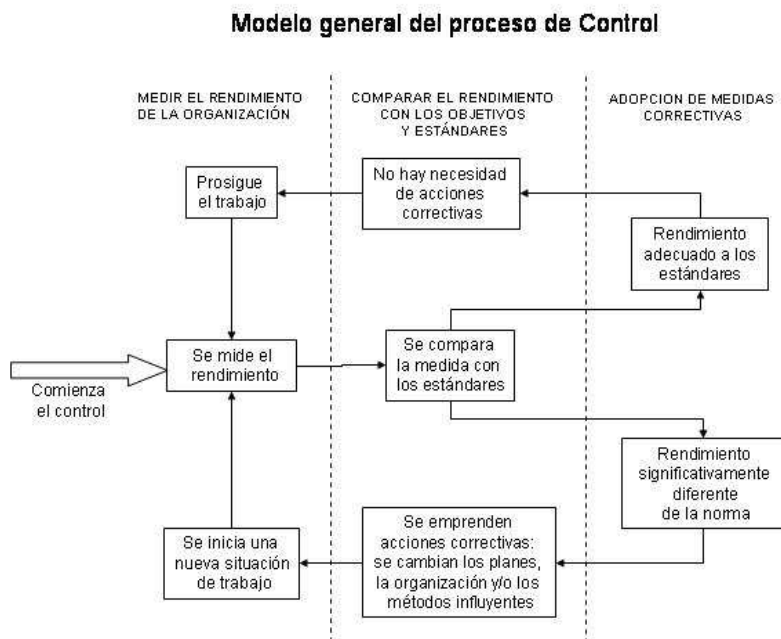 Modelo general del proceso de Control
MEDIR EL RENDIMIENTO
DE LA ORGANIZACIÓN
COMPARAR EL RENDIMIENTO
CON LOS OBJETIVOS
Y ESTÁNDARES
ADOPCION DE MEDIDAS
CORRECTIVAS
Prosigue
el trabajo
No hay necesidad
de acciones
correctivas
Rendimiento
adecuado a los
estándares
Comienza
el control
Se mide el
rendimiento
Se compara
la medida con
los estándares
Rendimiento
significativamente
diferente
de la norma
Se inicia una
nueva situación
de trabajo
Se emprenden
acciones correctivas:
se cambian los planes,
la organización y/o los
métodos influyentes